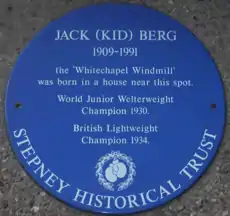 JACK (KID) BERG
1909-1991
the 'Whitechapel Windmill'
was born in a house near this spot.
World Junior Welterweight
Champion 1930.
British Lightweight
Champion 1934.
STEPNEY HISTORICAL TRUST